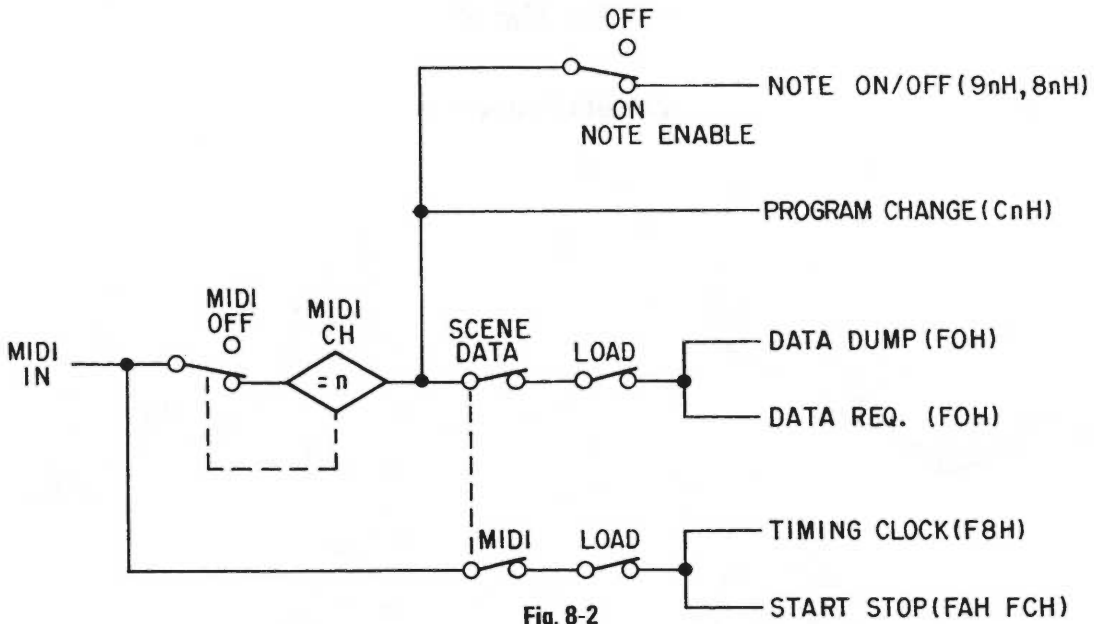 OFF
NOTE ON/OFF(9nH,8nH)
ON
NOTE ENABLE
PROGRAM CHANGE(CnH)
MIDI
OFF
MIDI
CH
SCENE
DATA
LOAD
DATA DUMP(FOH)
MIDI
IN
= n
DATA REQ. (FOH)
MIDI
LOAD
TIMING CLOCK(F8H)
START STOP(FAH FCH)
Fig. 8-2